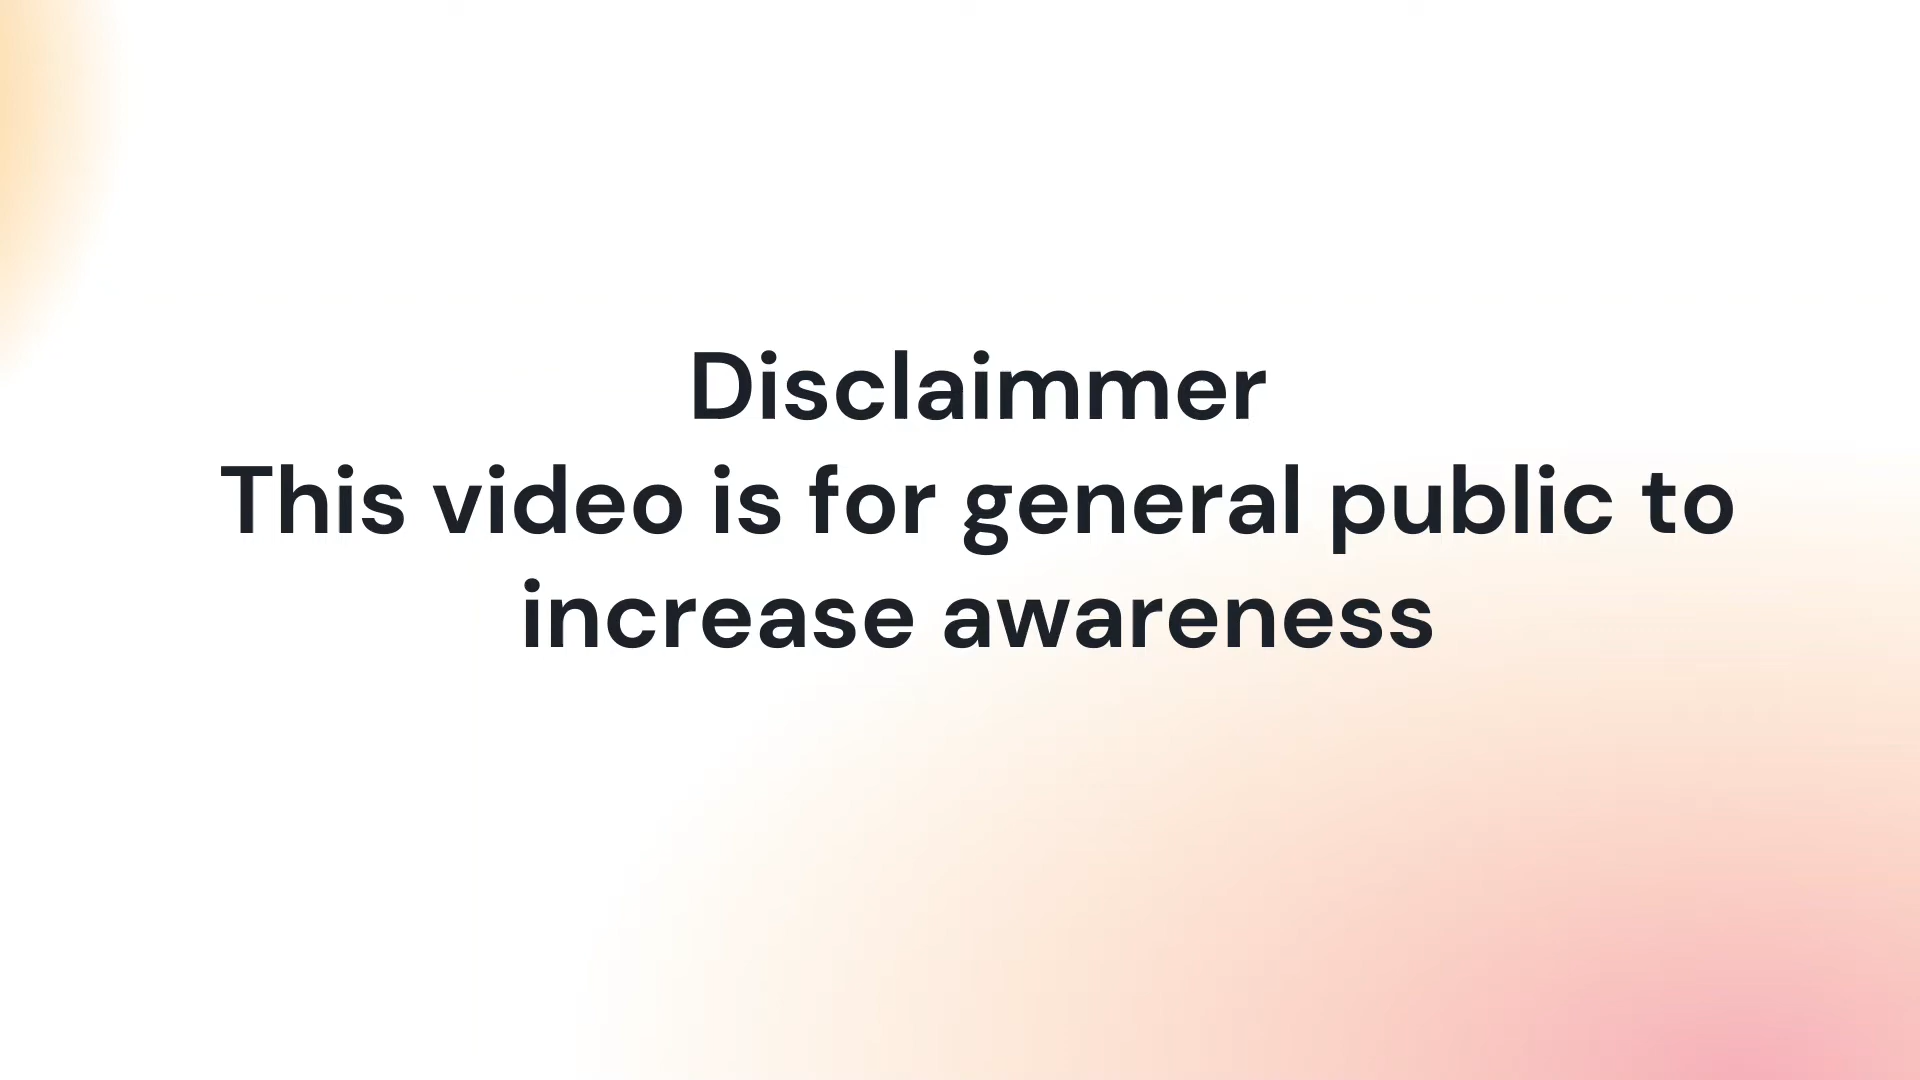 Disclaimmer
This video is for general public to
increase awareness